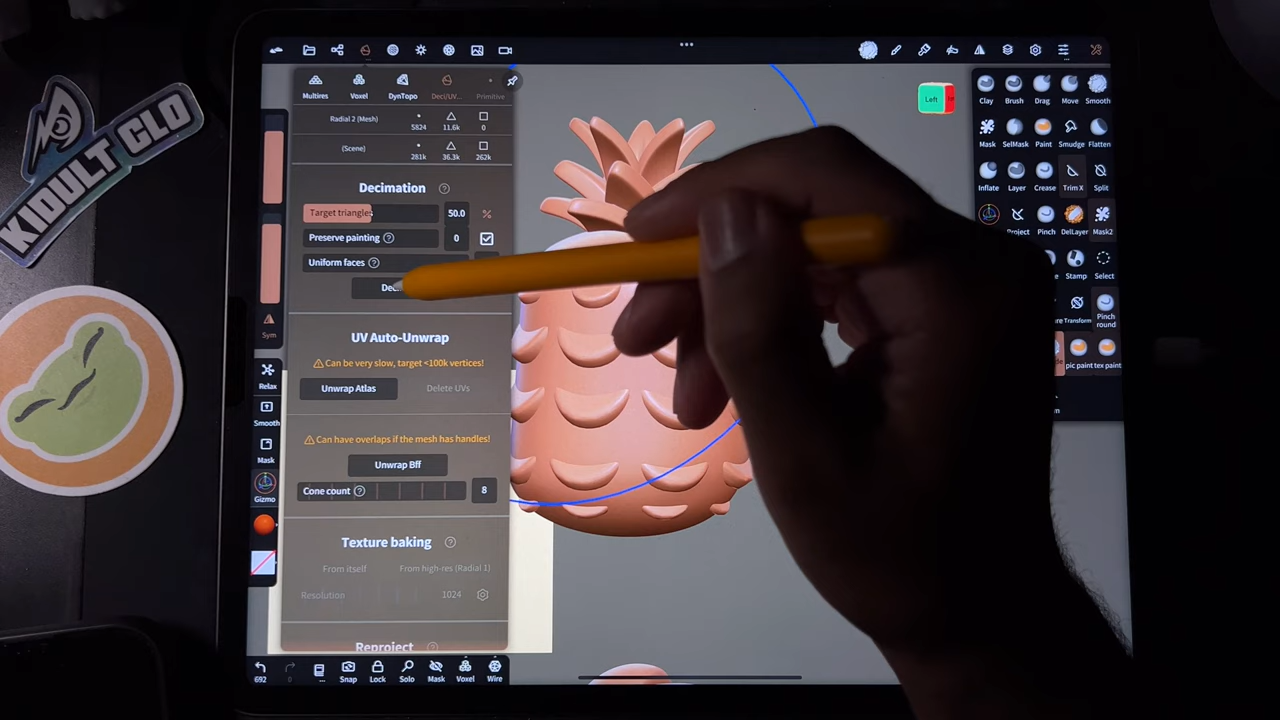 KIDULT CLO
Multires Voxel DynTopo Deci/UV... Primitive
Radial 2 (Mesh) 5824 11.6k 0
(Scene) 281k 36.3k 262k
Decimation ?
Target triangles 50.0 %
Preserve painting ? 0
Uniform faces ?
UV Auto-Unwrap
Can be very slow, target <100k vertices!
Unwrap Atlas Delete UVs
Can have overlaps if the mesh has handles!
Unwrap Bff
Cone count ? 8
Texture baking ?
From itself From high-res (Radial 1)
Resolution 1024
Reproject ?
Sym
Relax
Smooth
Mask
Gizmo
692 0 Snap Lock Solo Mask Voxel Wire
Left
Clay Brush Drag Move Smooth
Mask SelMask Paint Smudge Flatten
Inflate Layer Crease Trim X Split
Project Pinch DelLayer Mask2
Stamp Select
Transform Pinch round
pic paint tex paint